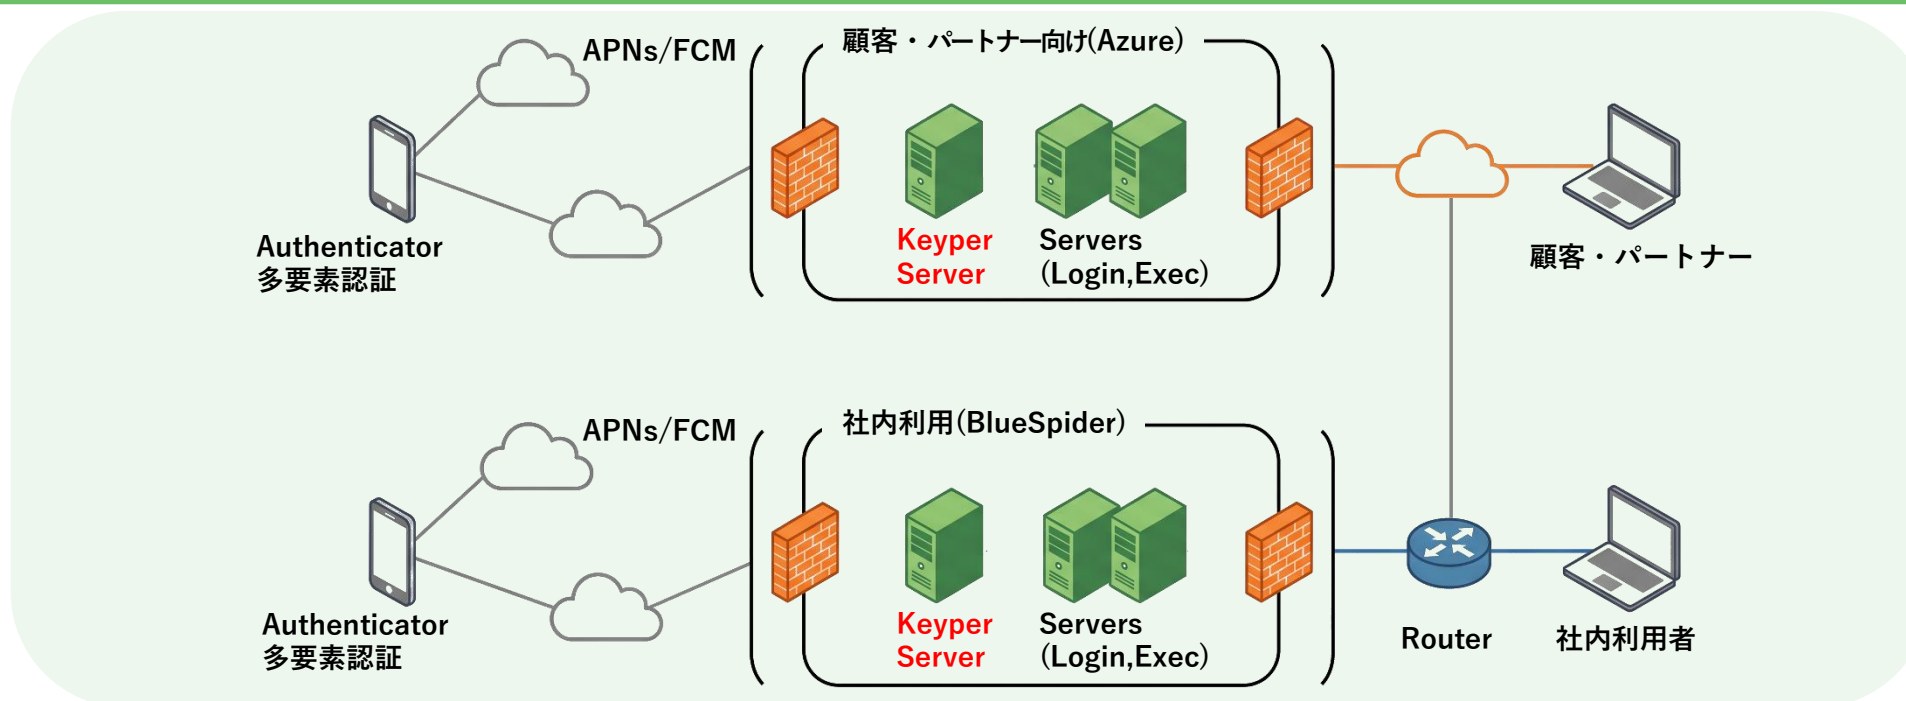 APNs/FCM
顧客・パートナー向け(Azure)
Authenticator
多要素認証
Keyper
Server
Servers
(Login,Exec)
顧客・パートナー
APNs/FCM
社内利用(BlueSpider)
Authenticator
多要素認証
Keyper
Server
Servers
(Login,Exec)
Router
社内利用者